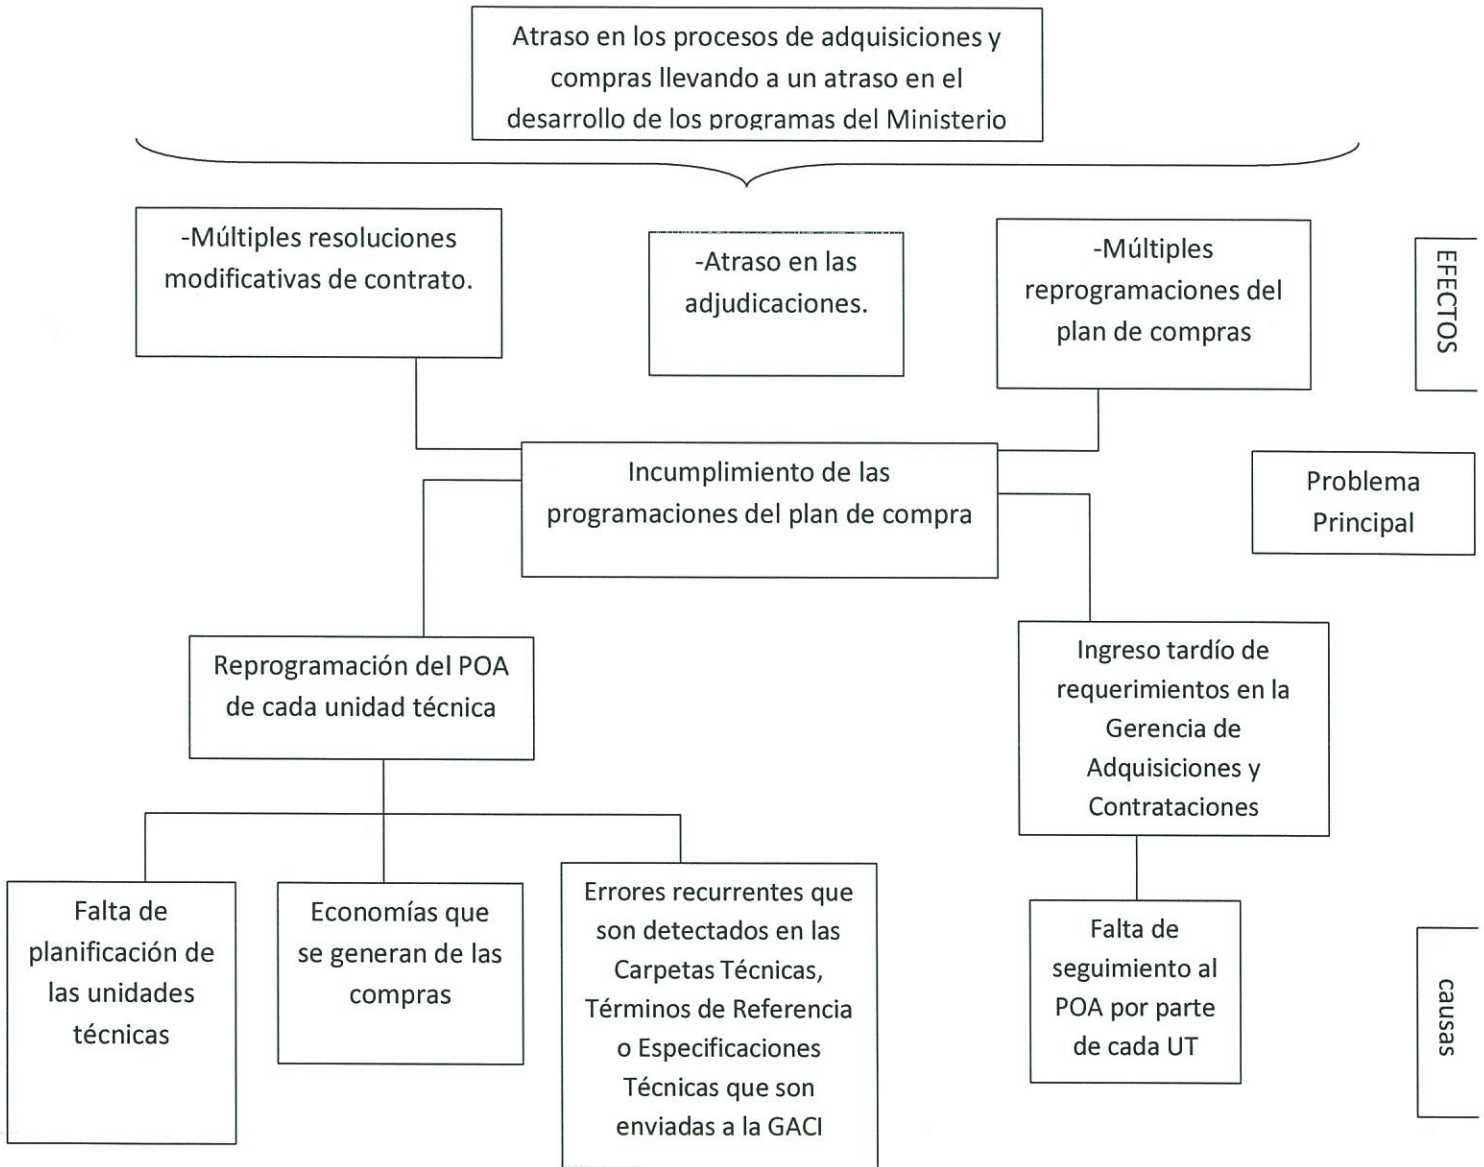 Atraso en los procesos de adquisiciones y
compras llevando a un atraso en el
desarrollo de los programas del Ministerio
-Múltiples resoluciones
modificativas de contrato.
-Atraso en las
adjudicaciones.
-Múltiples
reprogramaciones del
plan de compras
EFECTOS
Incumplimiento de las
programaciones del plan de compra
Problema
Principal
Reprogramación del POA
de cada unidad técnica
Ingreso tardío de
requerimientos en la
Gerencia de
Adquisiciones y
Contrataciones
Falta de
planificación de
las unidades
técnicas
Economías que
se generan de las
compras
Errores recurrentes que
son detectados en las
Carpetas Técnicas,
Términos de Referencia
o Especificaciones
Técnicas que son
enviadas a la GACI
Falta de
seguimiento al
POA por parte
de cada UT
causas